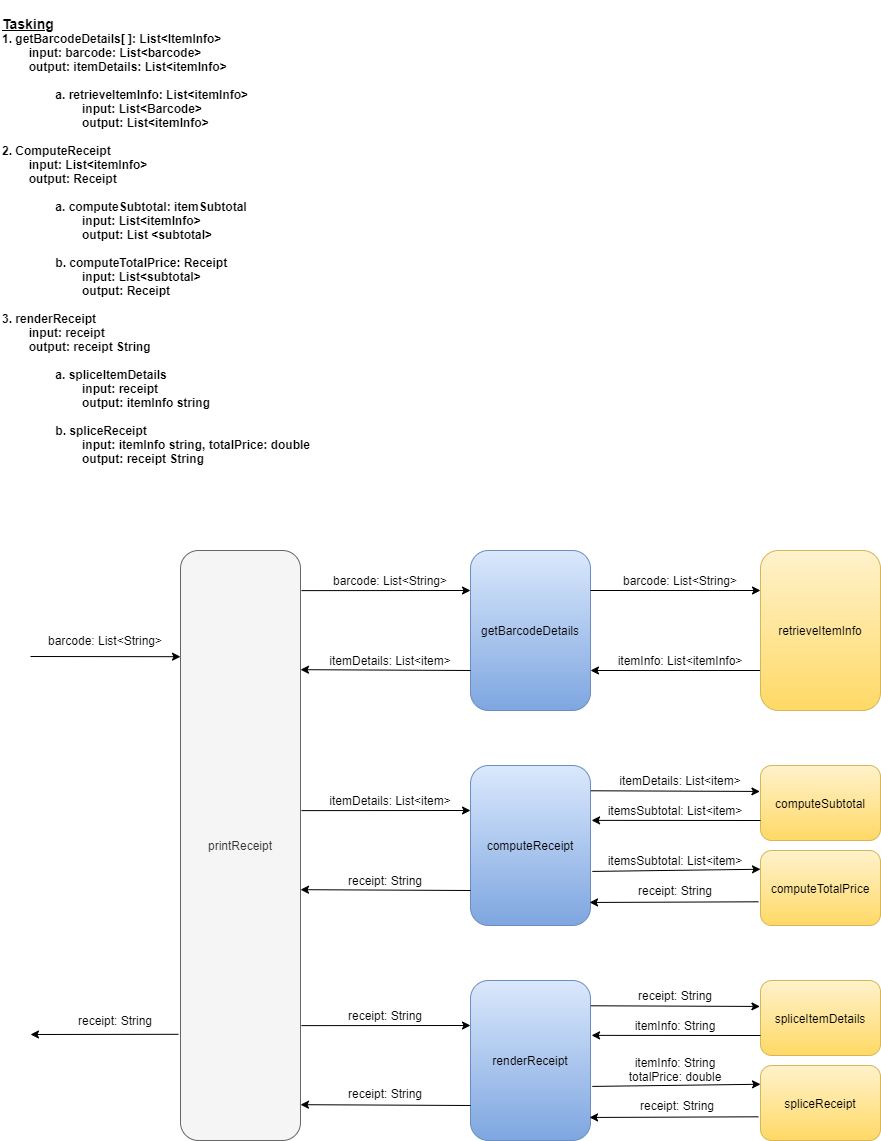 Tasking
1. getBarcodeDetails[ ]: List<ItemInfo>
input: barcode: List<barcode>
output: itemDetails: List<itemInfo>
a. retrieveItemInfo: List<itemInfo>
input: List<Barcode>
output: List<itemInfo>
2. ComputeReceipt
input: List<itemInfo>
output: Receipt
a. computeSubtotal: itemSubtotal
input: List<itemInfo>
output: List <subtotal>
b. computeTotalPrice: Receipt
input: List<subtotal>
output: Receipt
3. renderReceipt
input: receipt
output: receipt String
a. spliceItemDetails
input: receipt
output: itemInfo string
b. spliceReceipt
input: itemInfo string, totalPrice: double
output: receipt String
barcode: List<String>
printReceipt
receipt: String
barcode: List<String>
itemDetails: List<item>
getBarcodeDetails
barcode: List<String>
itemInfo: List<itemInfo>
retrieveItemInfo
itemDetails: List<item>
receipt: String
computeReceipt
itemDetails: List<item>
itemsSubtotal: List<item>
computeSubtotal
itemsSubtotal: List<item>
receipt: String
computeTotalPrice
receipt: String
receipt: String
renderReceipt
receipt: String
itemInfo: String
spliceItemDetails
itemInfo: String
totalPrice: double
receipt: String
spliceReceipt